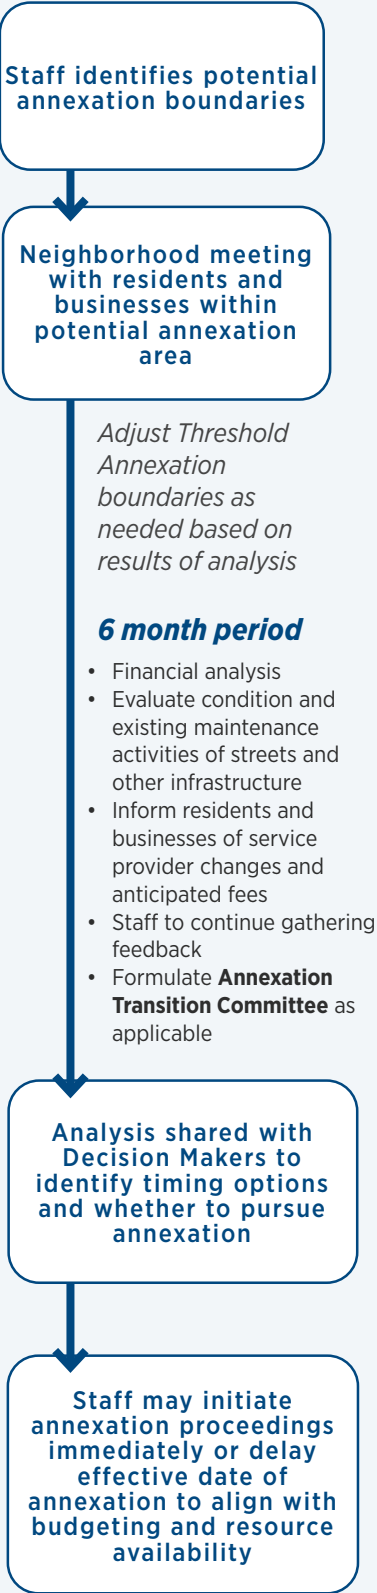 Staff identifies potential
annexation boundaries
Neighborhood meeting
with residents and
businesses within
potential annexation
area
Adjust Threshold
Annexation
boundaries as
needed based on
results of analysis
6 month period
• Financial analysis
• Evaluate condition and
existing maintenance
activities of streets and
other infrastructure
• Inform residents and
businesses of service
provider changes and
anticipated fees
• Staff to continue gathering
feedback
• Formulate Annexation
Transition Committee as
applicable
Analysis shared with
Decision Makers to
identify timing options
and whether to pursue
annexation
Staff may initiate
annexation proceedings
immediately or delay
effective date of
annexation to align with
budgeting and resource
availability